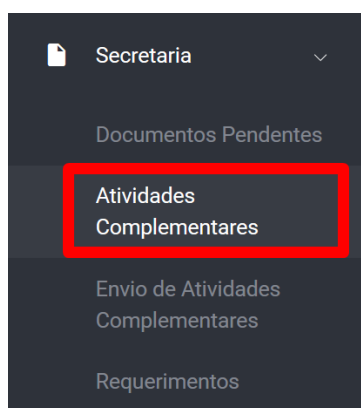 Secretaria
Documentos Pendentes
Atividades
Complementares
Envio de Atividades
Complementares
Requerimentos